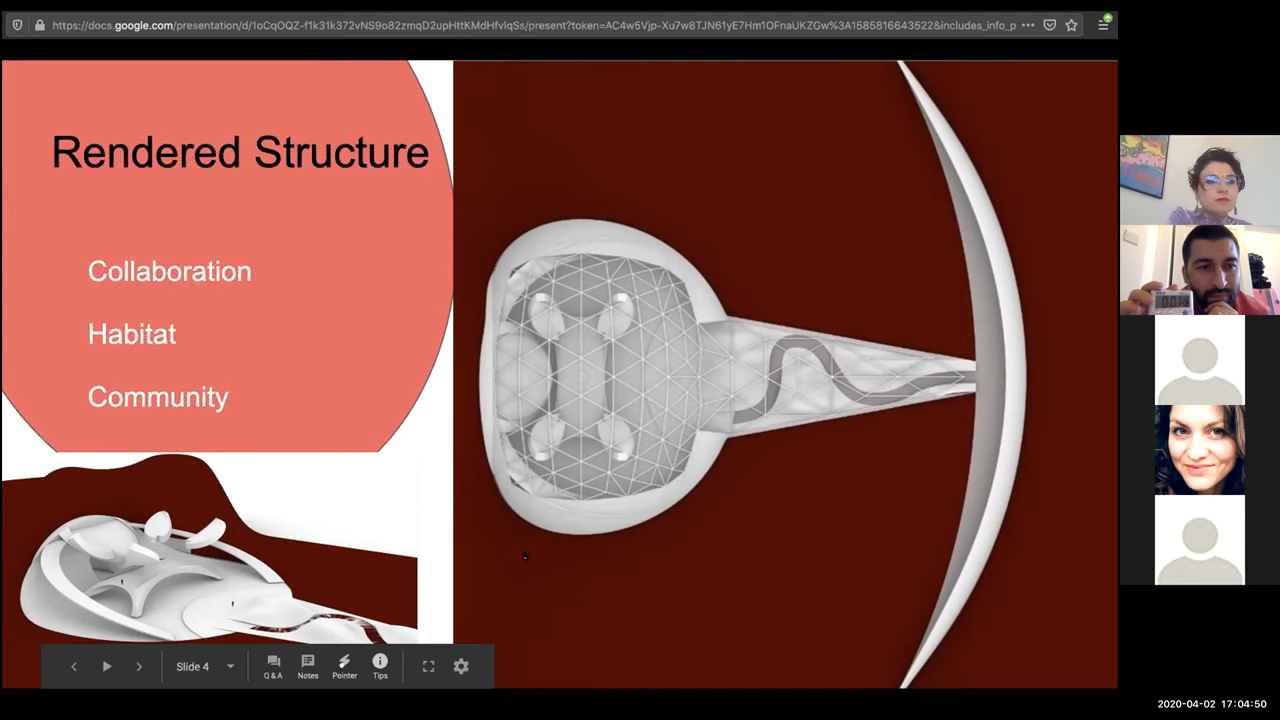 https://docs.google.com/presentation/d/1oCqOQZ-f1k31k372vNS9o82zmqD2upHttKMdHfvlqSs/present?token=AC4w5Vjp-Xu7w8TJN61yE7Hm1OFnaUKZGw%3A1585816643522&includes_info_p
Rendered Structure
Collaboration
Habitat
Community
Slide 4
Q & A
Notes
Pointer
Tips
2020-04-02 17:04:50